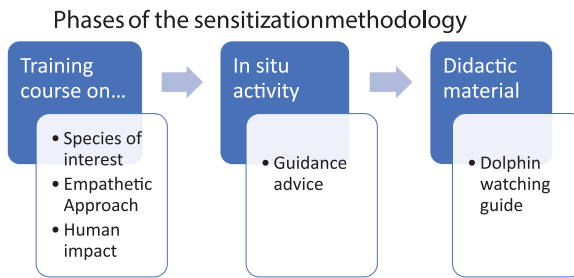 Phases of the sensitizationmethodology
Training
course on...
• Species of
interest
• Empathetic
Approach
• Human
impact
In situ
activity
• Guidance
advice
Didactic
material
• Dolphin
watching
guide